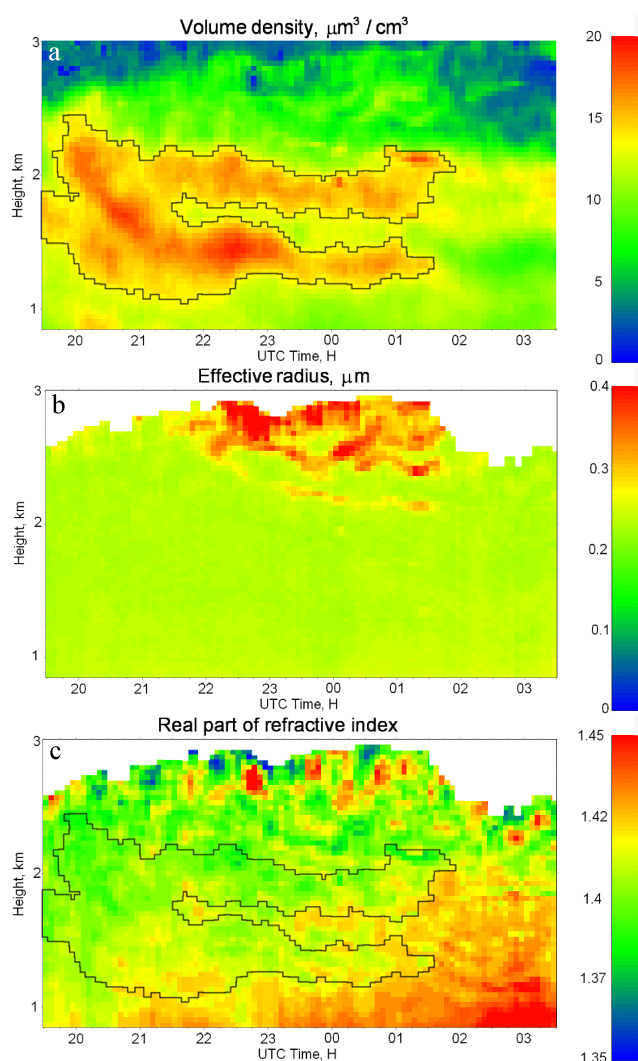 Volume density, μm³ / cm³
a
3
2
1
Height, km
20 21 22 23 00 01 02 03
UTC Time, H
20
15
10
5
0
Effective radius, μm
b
3
2
1
Height, km
20 21 22 23 00 01 02 03
UTC Time, H
0.4
0.3
0.2
0.1
0
Real part of refractive index
c
3
2
1
Height, km
20 21 22 23 00 01 02 03
UTC Time, H
1.45
1.42
1.4
1.37
1.35